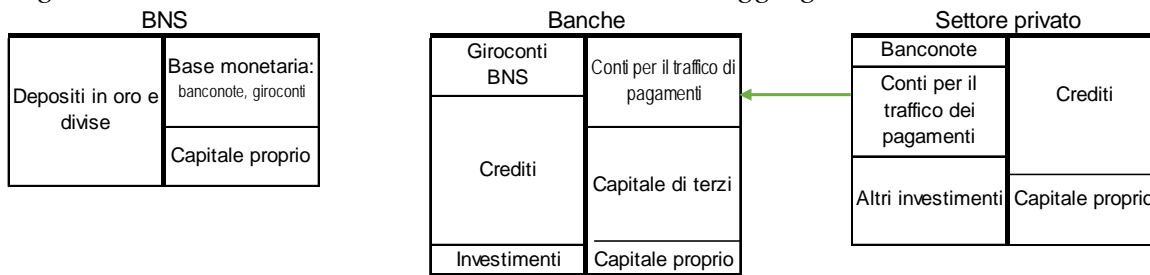 BNS
Depositi in oro e
divise
Base monetaria:
banconote, giroconti
Capitale proprio
Banche
Giroconti
BNS
Crediti
Investimenti
Conti per il traffico di
pagamenti
Capitale di terzi
Capitale proprio
Settore privato
Banconote
Conti per il
traffico dei
pagamenti
Altri investimenti
Crediti
Capitale proprio